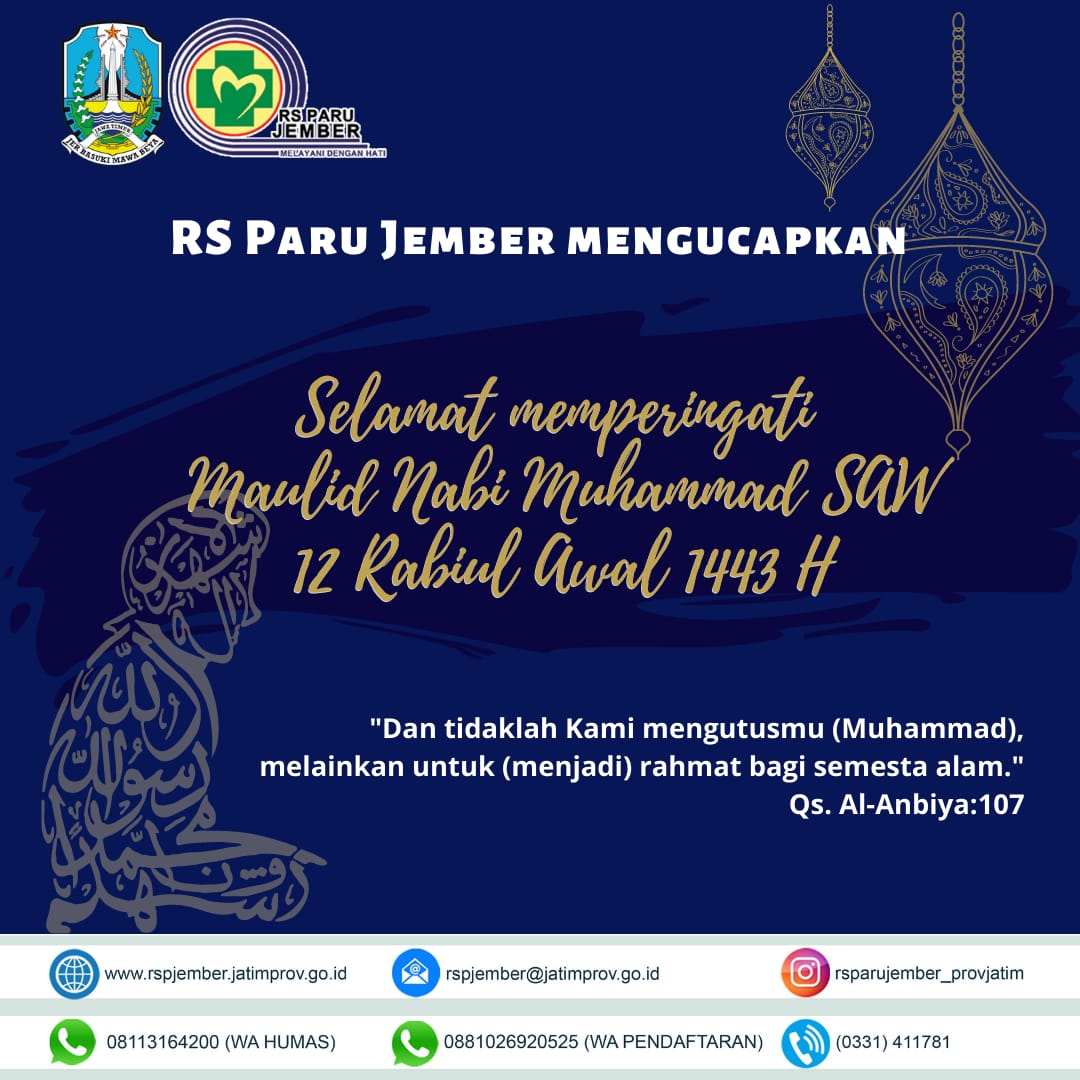 JAWA TIMUR
JER BASUKI MAWA BEYA
RS PARU
JEMBER
MELAYANI DENGAN HATI
RS PARU JEMBER MENGUCAPKAN
Selamat memperingati
Maulid Nabi Muhammad SAW
12 Rabiul Awal 1443 H
"Dan tidaklah Kami mengutusmu (Muhammad),
melainkan untuk (menjadi) rahmat bagi semesta alam."
Qs. Al-Anbiya:107
www.rspjember.jatimprov.go.id
rspjember@jatimprov.go.id
rsparujember_provjatim
08113164200 (WA HUMAS)
0881026920525 (WA PENDAFTARAN)
(0331) 411781